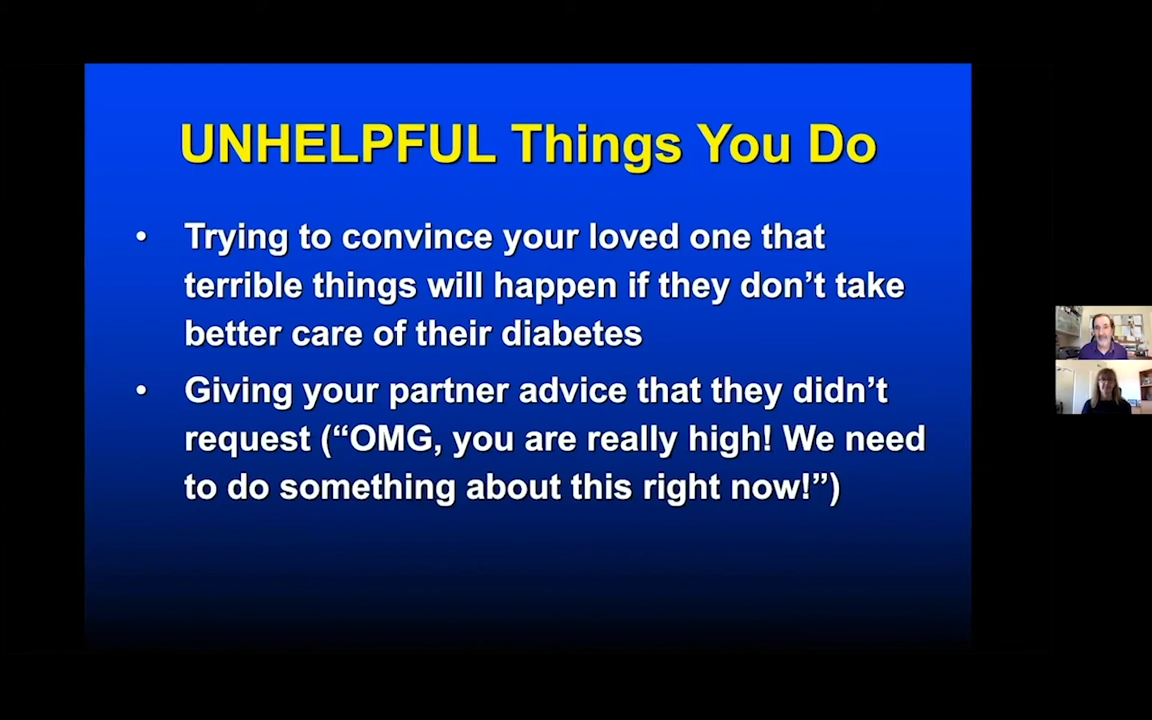 UNHELPFUL Things You Do
• Trying to convince your loved one that
terrible things will happen if they don’t take
better care of their diabetes
• Giving your partner advice that they didn’t
request (“OMG, you are really high! We need
to do something about this right now!”)